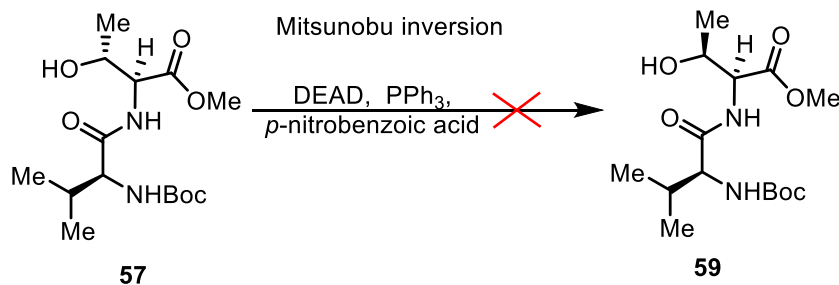 Mitsunobu inversion
DEAD, PPh3,
p-nitrobenzoic acid
Me
HO
H
O
OMe
O
NH
Me
NHBoc
Me
57
Me
HO
H
O
OMe
O
NH
Me
NHBoc
Me
59